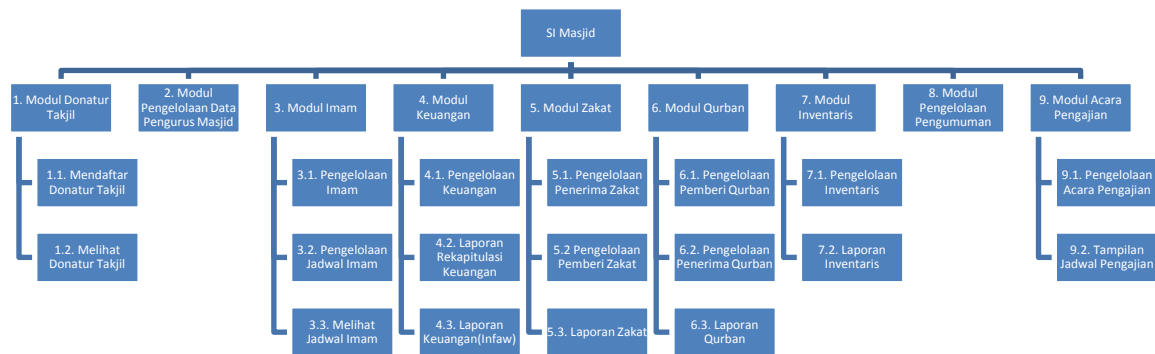 SI Masjid
1. Modul Donatur
Takjil
2. Modul
Pengelolaan Data
Pengurus Masjid
3. Modul Imam
4. Modul
Keuangan
5. Modul Zakat
6. Modul Qurban
7. Modul
Inventaris
8. Modul
Pengelolaan
Pengumuman
9. Modul Acara
Pengajian
1.1. Mendaftar
Donatur Takjil
1.2. Melihat
Donatur Takjil
3.1. Pengelolaan
Imam
3.2. Pengelolaan
Jadwal Imam
3.3. Melihat
Jadwal Imam
4.1. Pengelolaan
Keuangan
4.2. Laporan
Rekapitulasi
Keuangan
4.3. Laporan
Keuangan(Infaw)
5.1. Pengelolaan
Penerima Zakat
5.2 Pengelolaan
Pemberi Zakat
5.3. Laporan Zakat
6.1. Pengelolaan
Pemberi Qurban
6.2. Pengelolaan
Penerima Qurban
6.3. Laporan
Qurban
7.1. Pengelolaan
Inventaris
7.2. Laporan
Inventaris
9.1. Pengelolaan
Acara Pengajian
9.2. Tampilan
Jadwal Pengajian